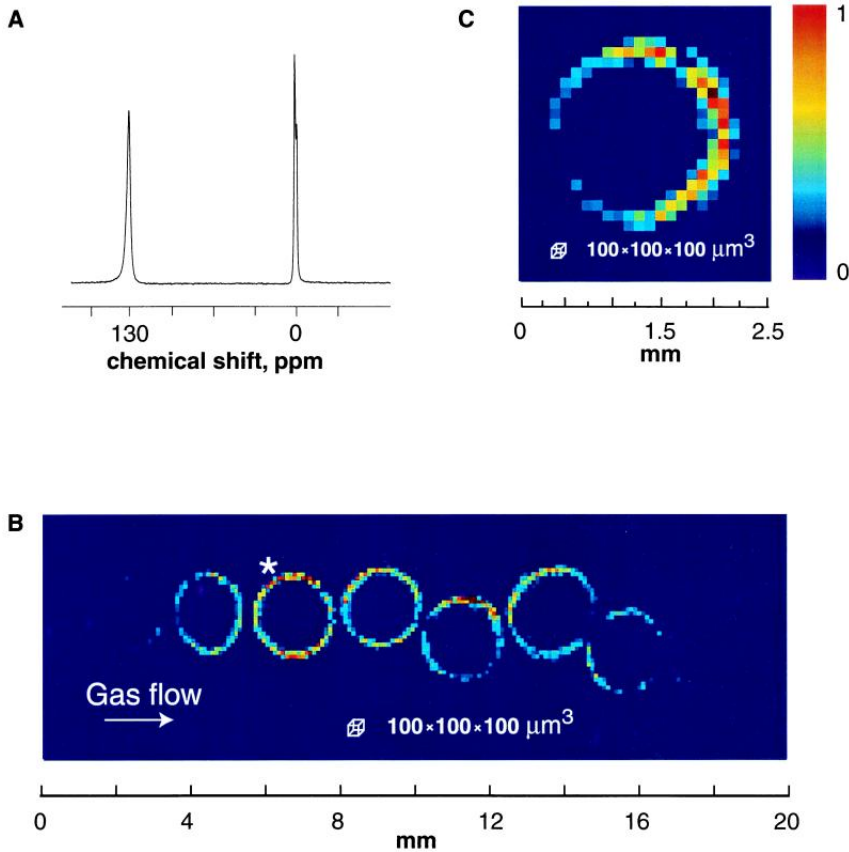 A
130 0
chemical shift, ppm
C
1
0
100×100×100 μm³
0 1.5 2.5
mm
B
*
Gas flow
100×100×100 μm³
0 4 8 12 16 20
mm